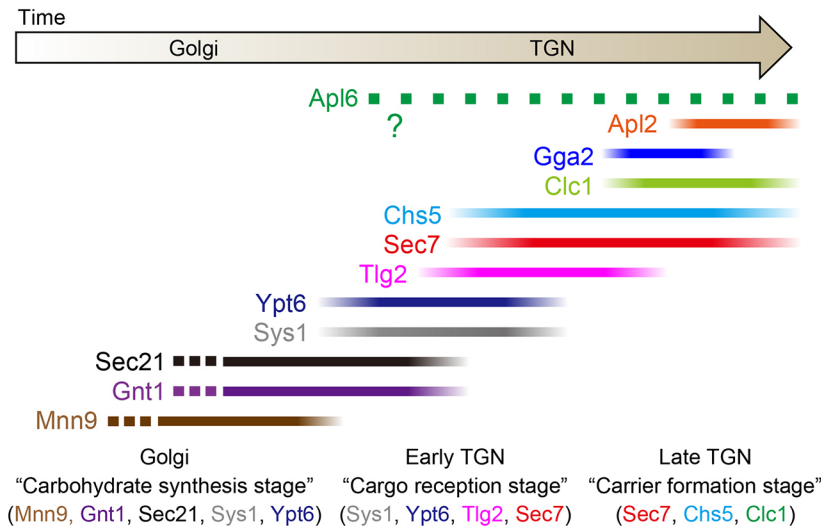 Time
Golgi TGN
Apl6
?
Apl2
Gga2
Clc1
Chs5
Sec7
Tlg2
Ypt6
Sys1
Sec21
Gnt1
Mnn9
Golgi Early TGN Late TGN
“Carbohydrate synthesis stage” “Cargo reception stage” “Carrier formation stage”
(Mnn9, Gnt1, Sec21, Sys1, Ypt6) (Sys1, Ypt6, Tlg2, Sec7) (Sec7, Chs5, Clc1)